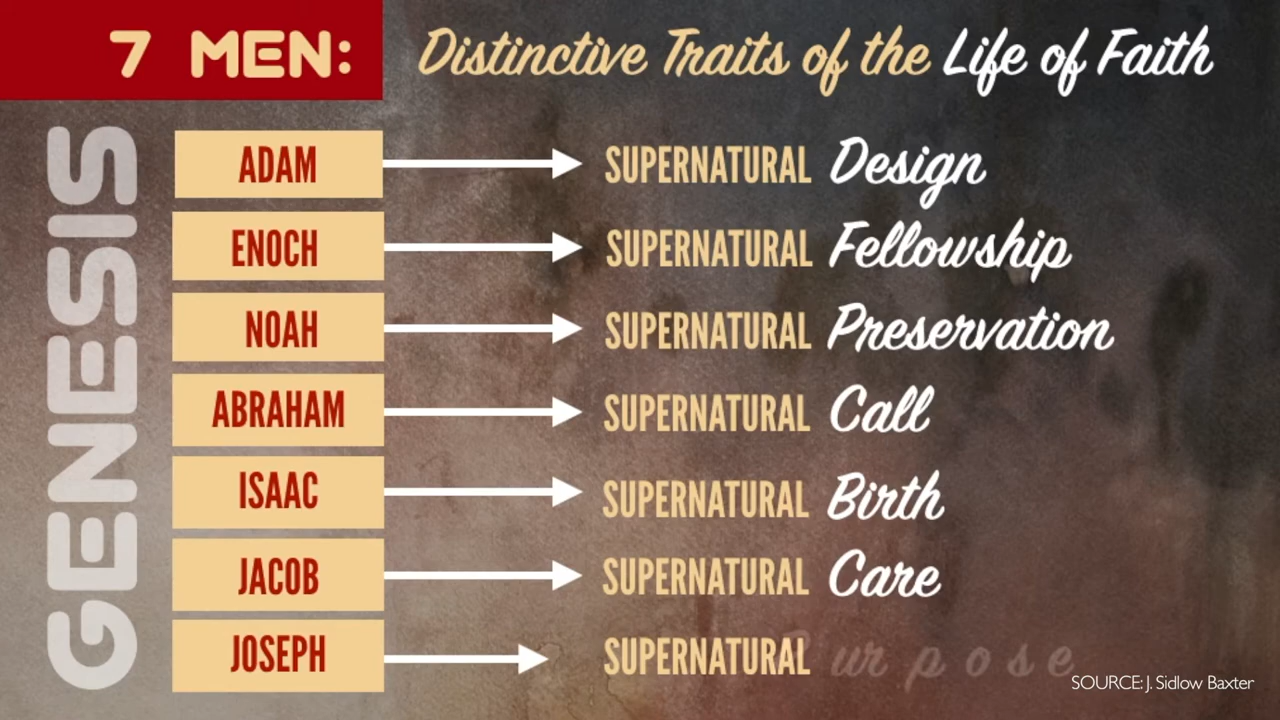 7 MEN: Distinctive Traits of the Life of Faith
GENESIS
ADAM SUPERNATURAL Design
ENOCH SUPERNATURAL Fellowship
NOAH SUPERNATURAL Preservation
ABRAHAM SUPERNATURAL Call
ISAAC SUPERNATURAL Birth
JACOB SUPERNATURAL Care
JOSEPH SUPERNATURAL
SOURCE: J. Sidlow Baxter